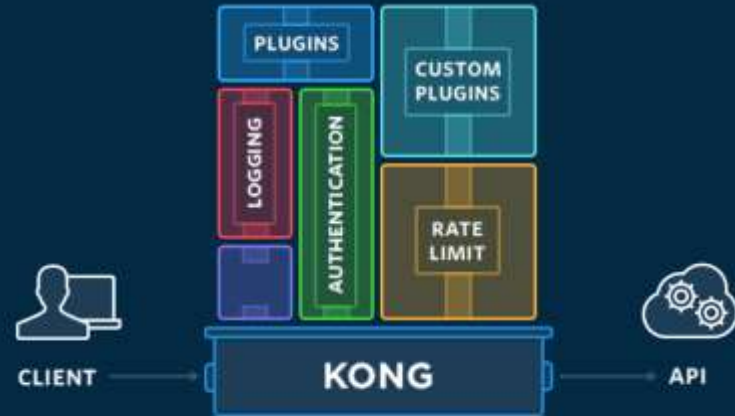 PLUGINS
CUSTOM
PLUGINS
LOGGING
AUTHENTICATION
RATE
LIMIT
CLIENT
KONG
API